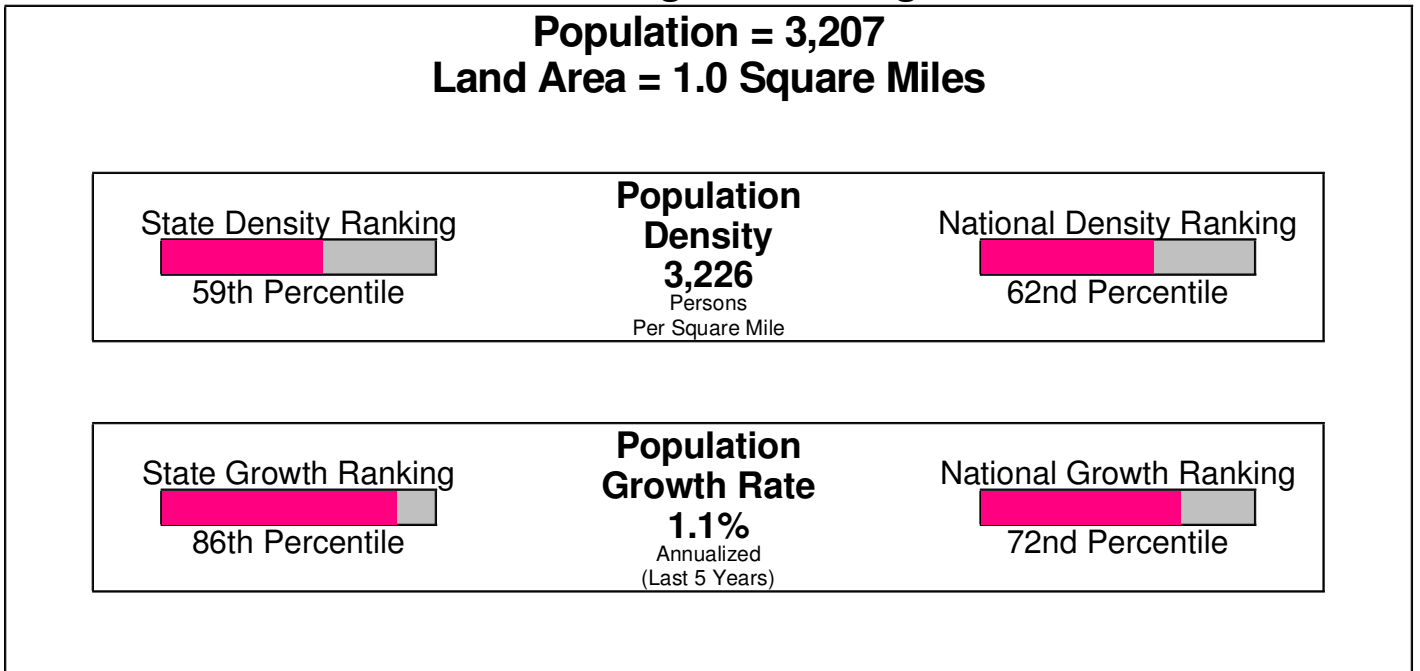 Population = 3,207
Land Area = 1.0 Square Miles
State Density Ranking
59th Percentile
Population
Density
3,226
Persons
Per Square Mile
National Density Ranking
62nd Percentile
State Growth Ranking
86th Percentile
Population
Growth Rate
1.1%
Annualized
(Last 5 Years)
National Growth Ranking
72nd Percentile